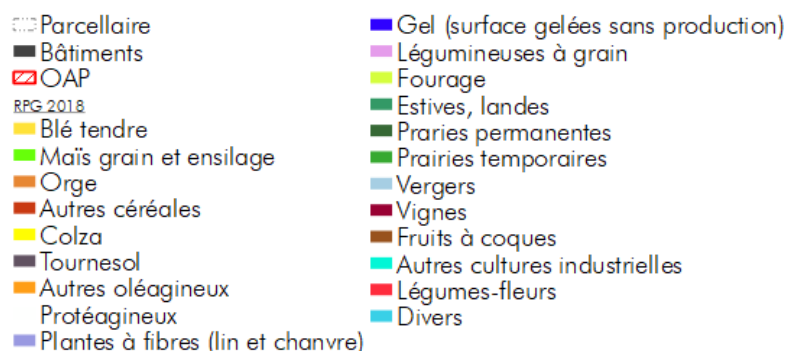 Parcellaire
Bâtiments
OAP
RPG 2018
Blé tendre
Maïs grain et ensilage
Orge
Autres céréales
Colza
Tournesol
Autres oléagineux
Protéagineux
Plantes à fibres (lin et chanvre)
Gel (surface gelées sans production)
Légumineuses à grain
Fourage
Estives, landes
Praries permanentes
Prairies temporaires
Vergers
Vignes
Fruits à coques
Autres cultures industrielles
Légumes-fleurs
Divers